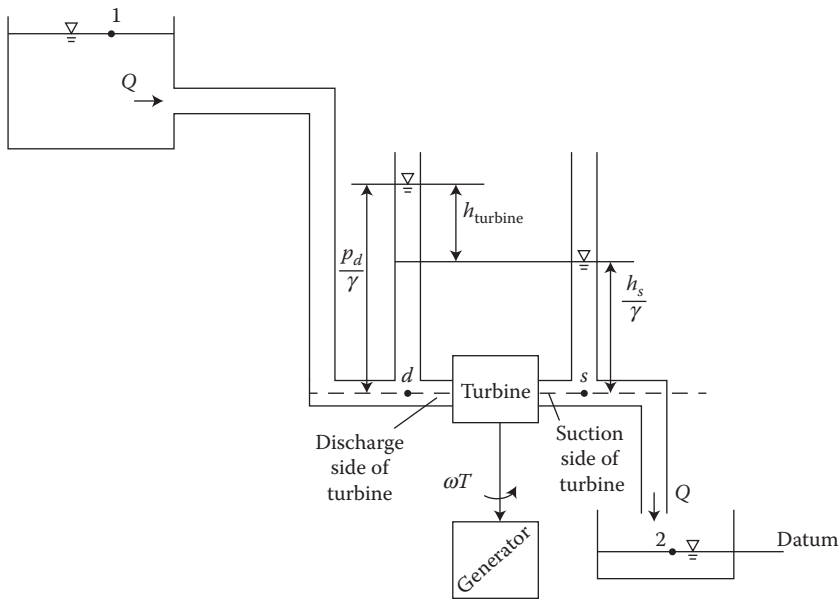 1
Q
h_turbine
p_d
γ
h_s
γ
d
Turbine
s
Discharge
side of
turbine
Suction
side of
turbine
ωT
Q
Generator
2
Datum